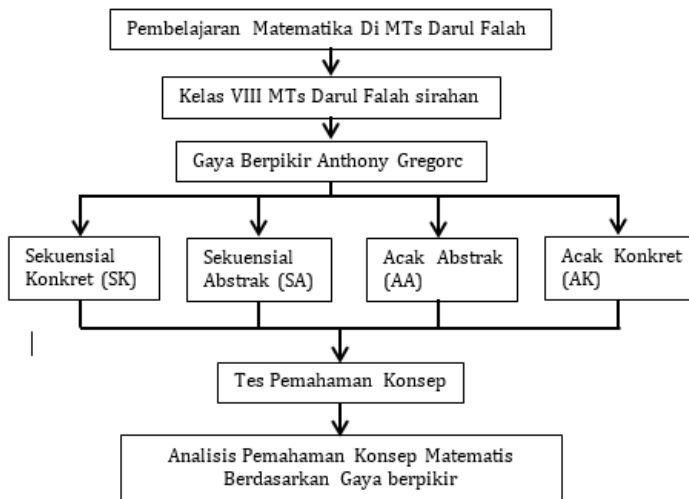 Pembelajaran Matematika Di MTs Darul Falah
Kelas VIII MTs Darul Falah sirahan
Gaya Berpikir Anthony Gregorc
Sekuensial
Konkret (SK)
Sekuensial
Abstrak (SA)
Acak Abstrak
(AA)
Acak Konkret
(AK)
Tes Pemahaman Konsep
Analisis Pemahaman Konsep Matematis
Berdasarkan Gaya berpikir